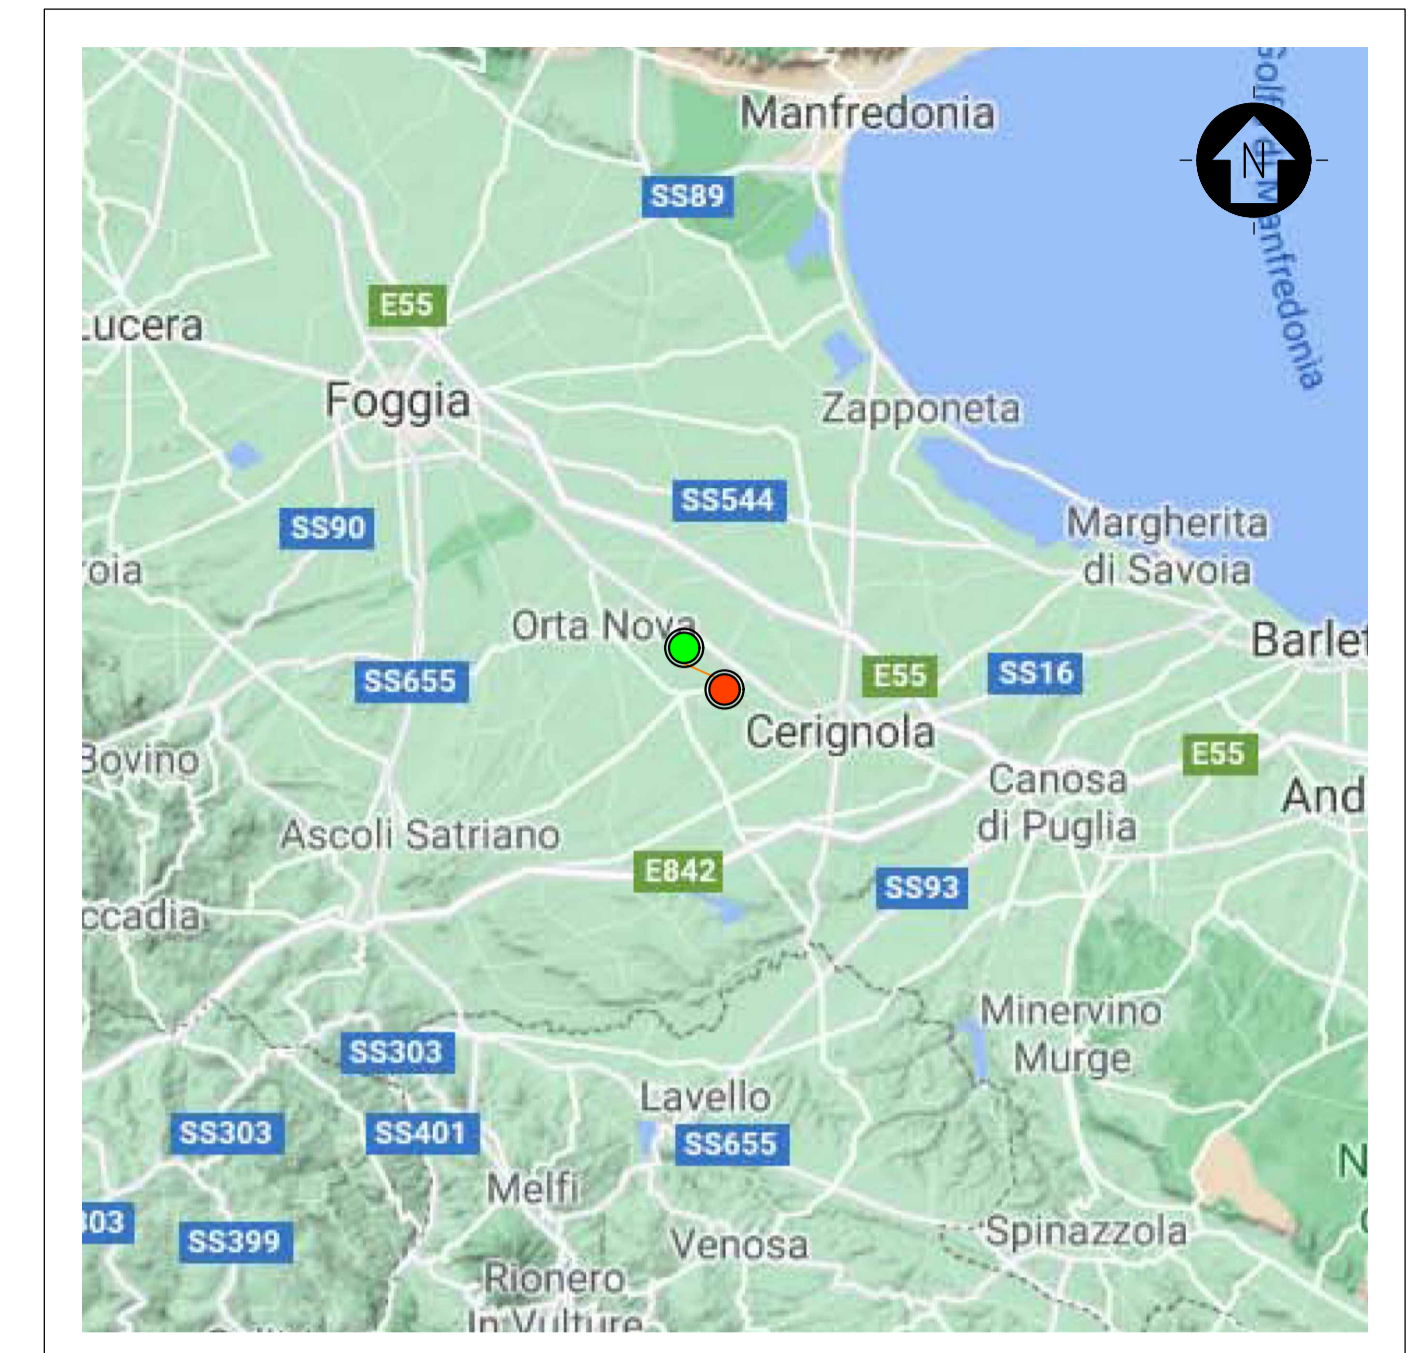 Manfredonia
N
SS89
E55
Lucera
Foggia
Zapponeta
SS544
SS90
Margherita
di Savoia
Orta Nova
Barlet
SS655
E55
SS16
Cerignola
Bovino
E55
Canosa
di Puglia
And
Ascoli Satriano
E842
SS93
ccadia
Minervino
Murge
SS303
Lavello
SS303
SS401
SS655
Melfi
N
303
SS399
Venosa
Spinazzola
Rionero
In Vulture